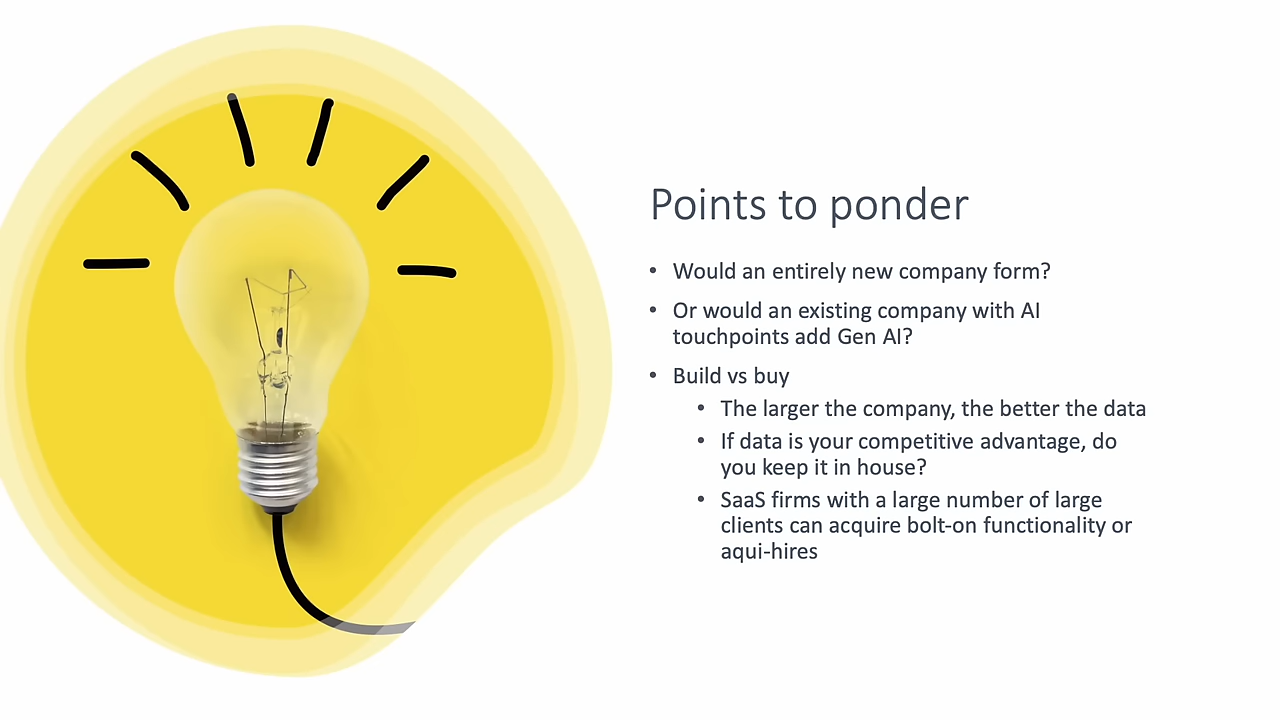 Points to ponder
• Would an entirely new company form?
• Or would an existing company with AI
touchpoints add Gen AI?
• Build vs buy
• The larger the company, the better the data
• If data is your competitive advantage, do
you keep it in house?
• SaaS firms with a large number of large
clients can acquire bolt-on functionality or
aqui-hires